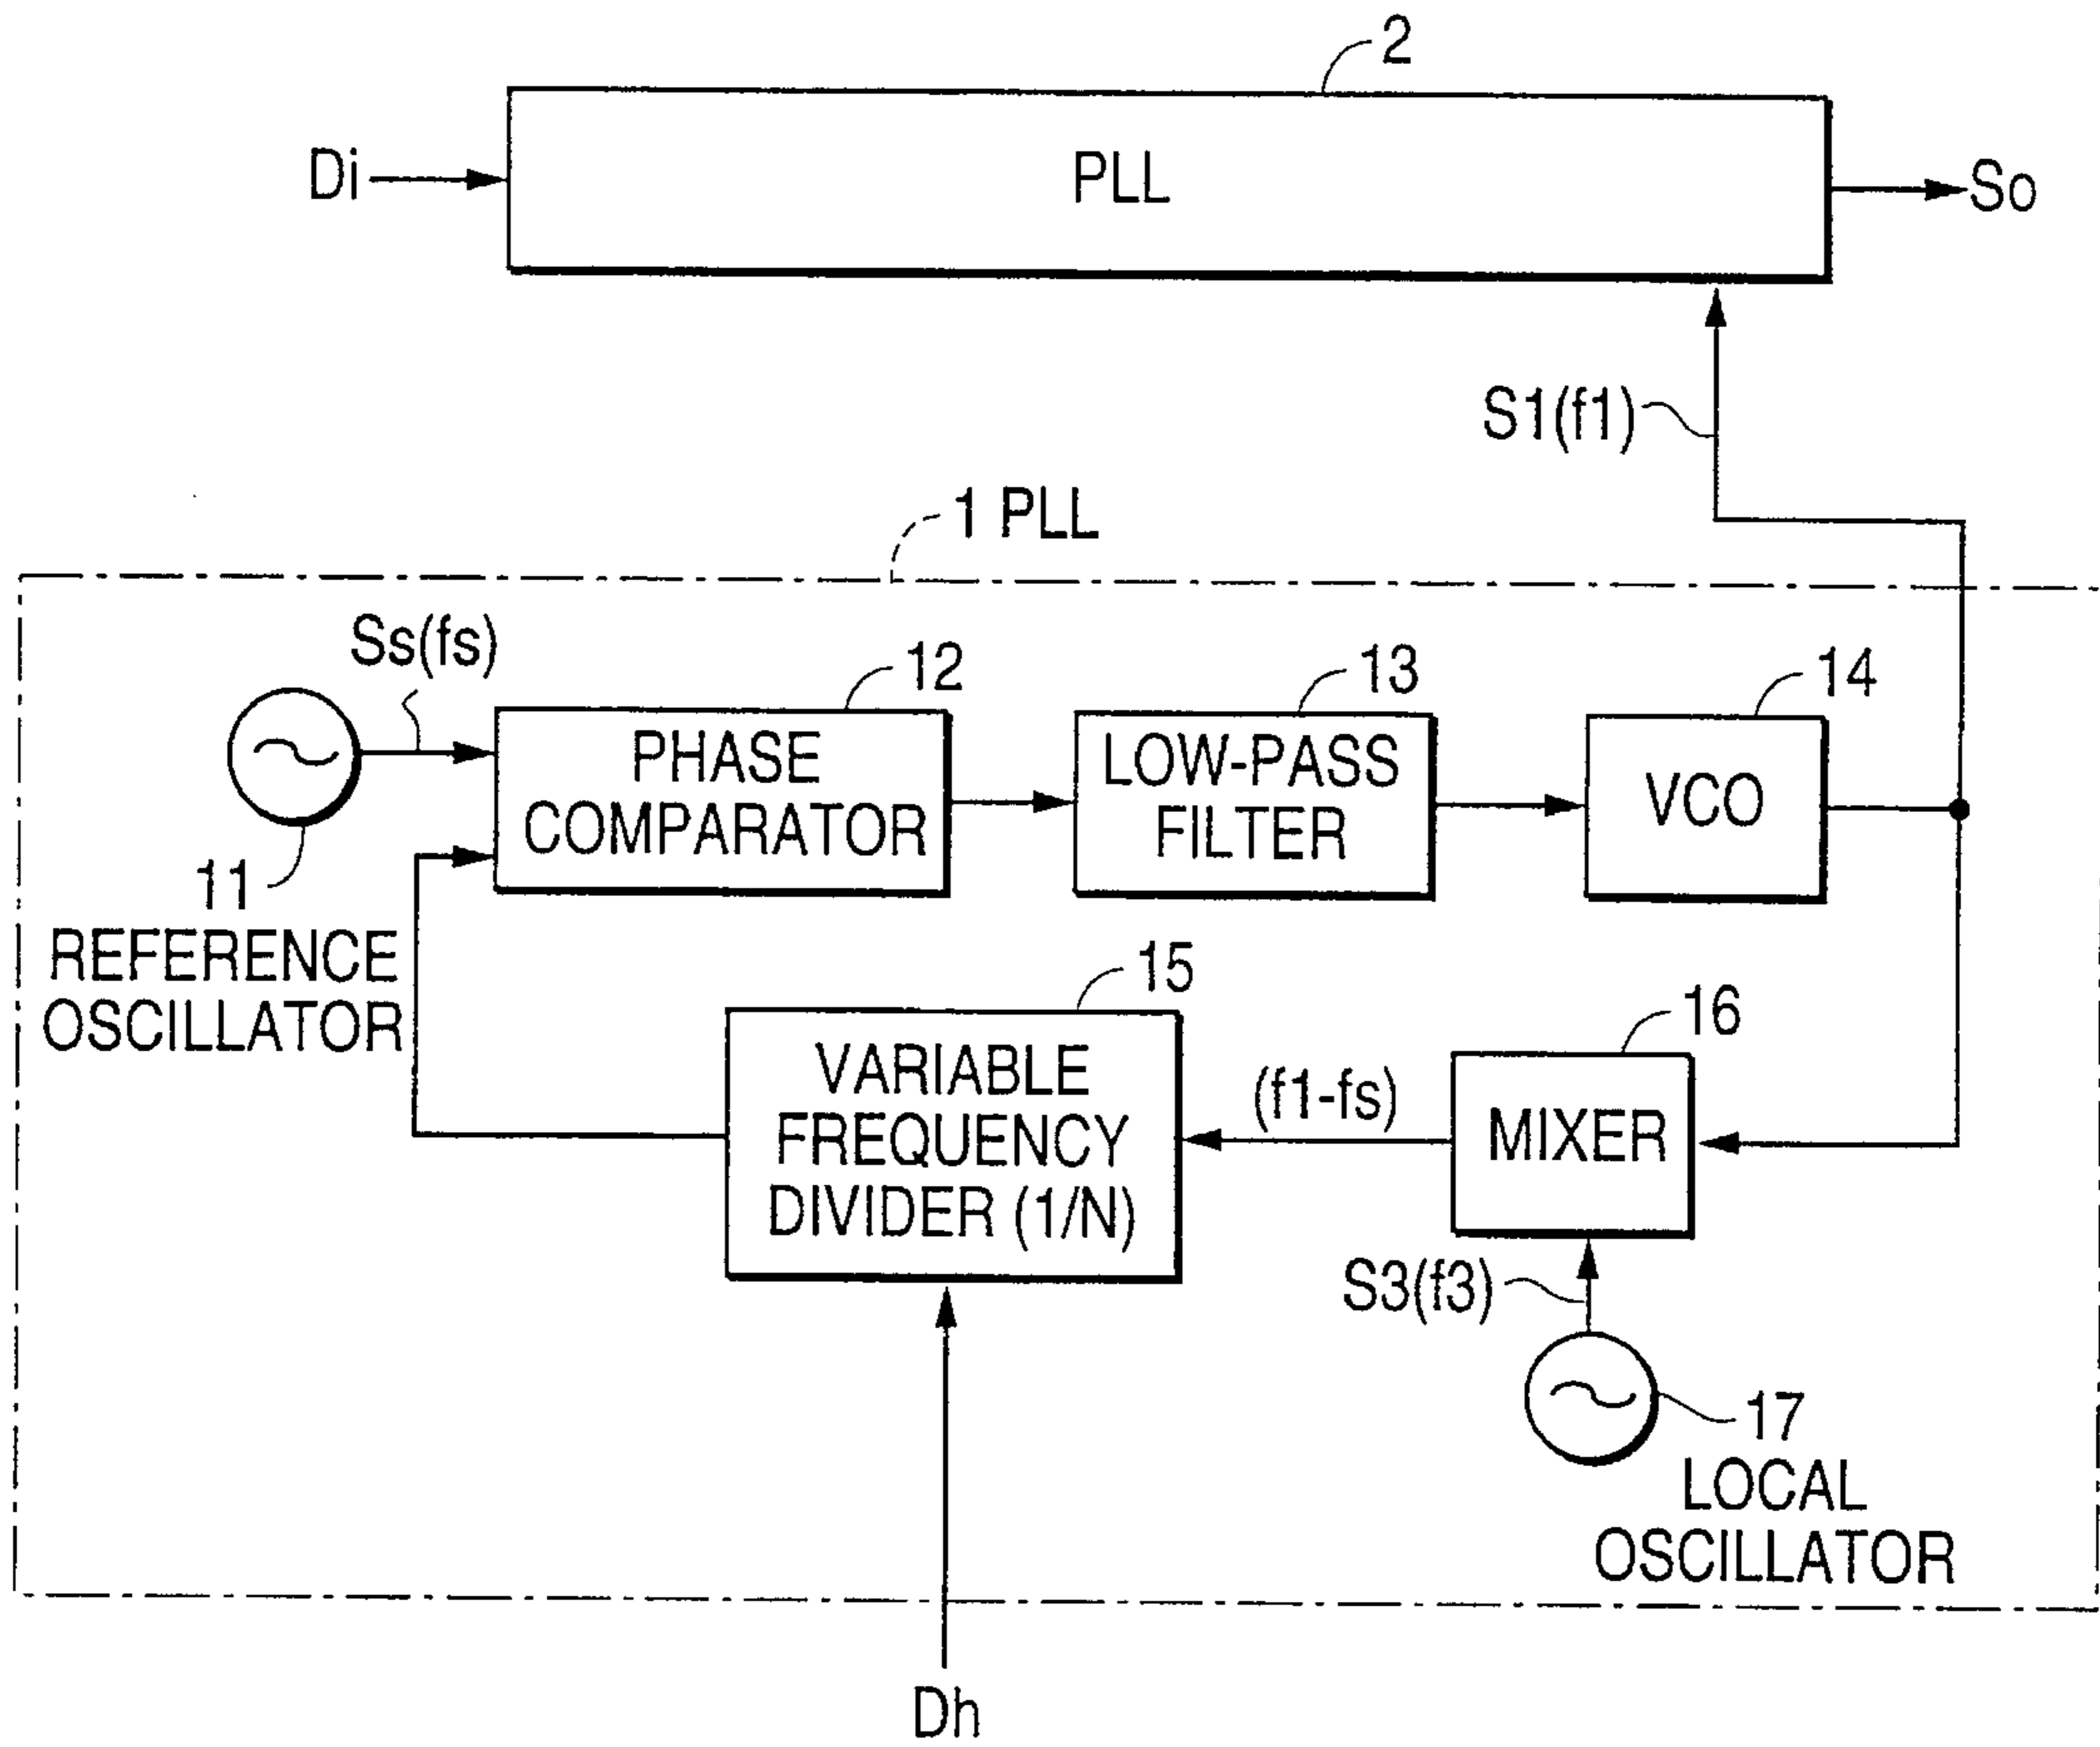 2
Di
PLL
So
S1(f1)
1 PLL
Ss(fs)
12
13
14
PHASE
COMPARATOR
LOW-PASS
FILTER
VCO
11
REFERENCE
OSCILLATOR
15
16
VARIABLE
FREQUENCY
DIVIDER (1/N)
(f1-fs)
MIXER
S3(f3)
17
LOCAL
OSCILLATOR
Dh